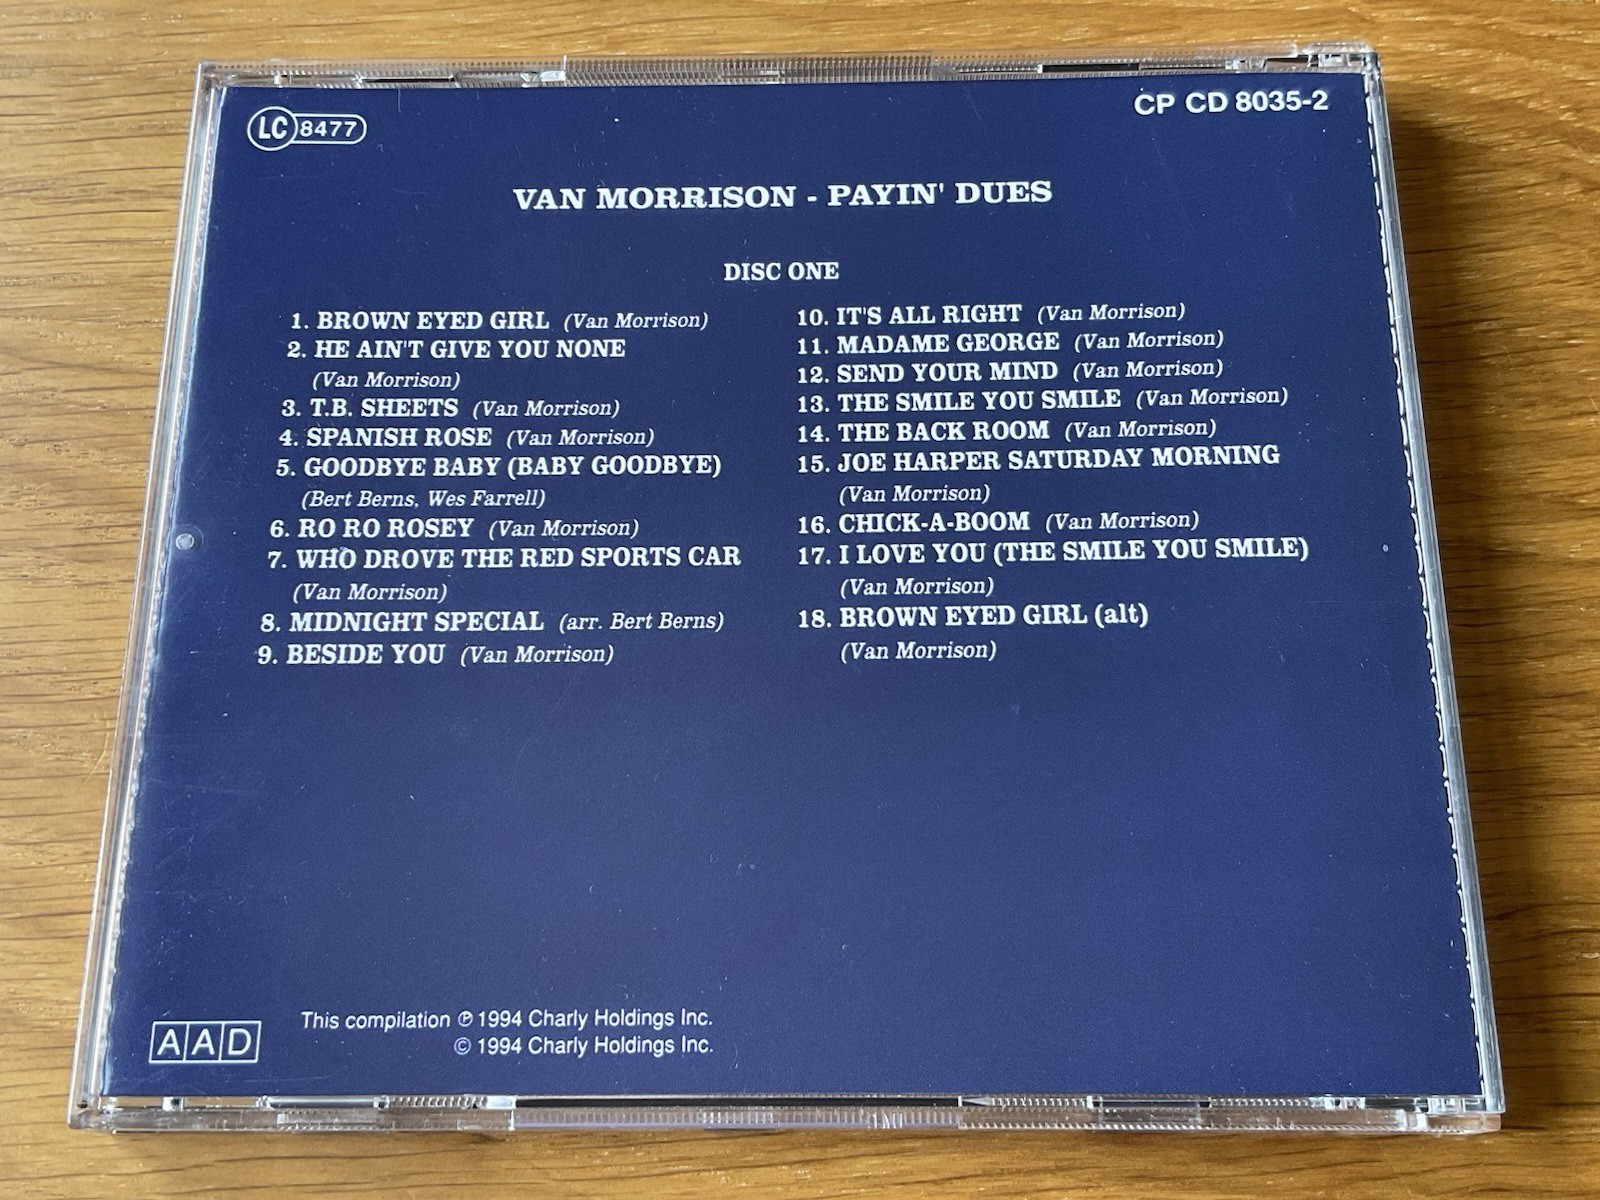 LC 8477
CP CD 8035-2
VAN MORRISON - PAYIN' DUES
DISC ONE
1. BROWN EYED GIRL (Van Morrison)
2. HE AIN'T GIVE YOU NONE
(Van Morrison)
3. T.B. SHEETS (Van Morrison)
4. SPANISH ROSE (Van Morrison)
5. GOODBYE BABY (BABY GOODBYE)
(Bert Berns, Wes Farrell)
6. RO RO ROSEY (Van Morrison)
7. WHO DROVE THE RED SPORTS CAR
(Van Morrison)
8. MIDNIGHT SPECIAL (arr. Bert Berns)
9. BESIDE YOU (Van Morrison)
10. IT'S ALL RIGHT (Van Morrison)
11. MADAME GEORGE (Van Morrison)
12. SEND YOUR MIND (Van Morrison)
13. THE SMILE YOU SMILE (Van Morrison)
14. THE BACK ROOM (Van Morrison)
15. JOE HARPER SATURDAY MORNING
(Van Morrison)
16. CHICK-A-BOOM (Van Morrison)
17. I LOVE YOU (THE SMILE YOU SMILE)
(Van Morrison)
18. BROWN EYED GIRL (alt)
(Van Morrison)
AAD
This compilation ℗ 1994 Charly Holdings Inc.
© 1994 Charly Holdings Inc.